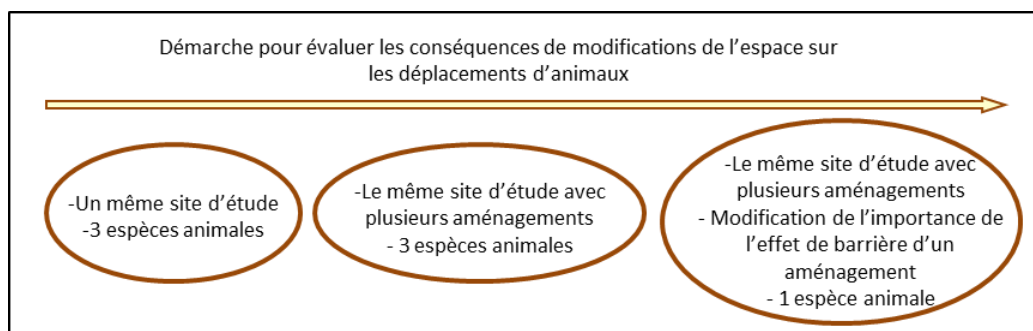 Démarche pour évaluer les conséquences de modifications de l'espace sur
les déplacements d'animaux
-Un même site d'étude
-3 espèces animales
-Le même site d'étude avec
plusieurs aménagements
- 3 espèces animales
-Le même site d'étude avec
plusieurs aménagements
- Modification de l'importance de
l'effet de barrière d'un
aménagement
- 1 espèce animale